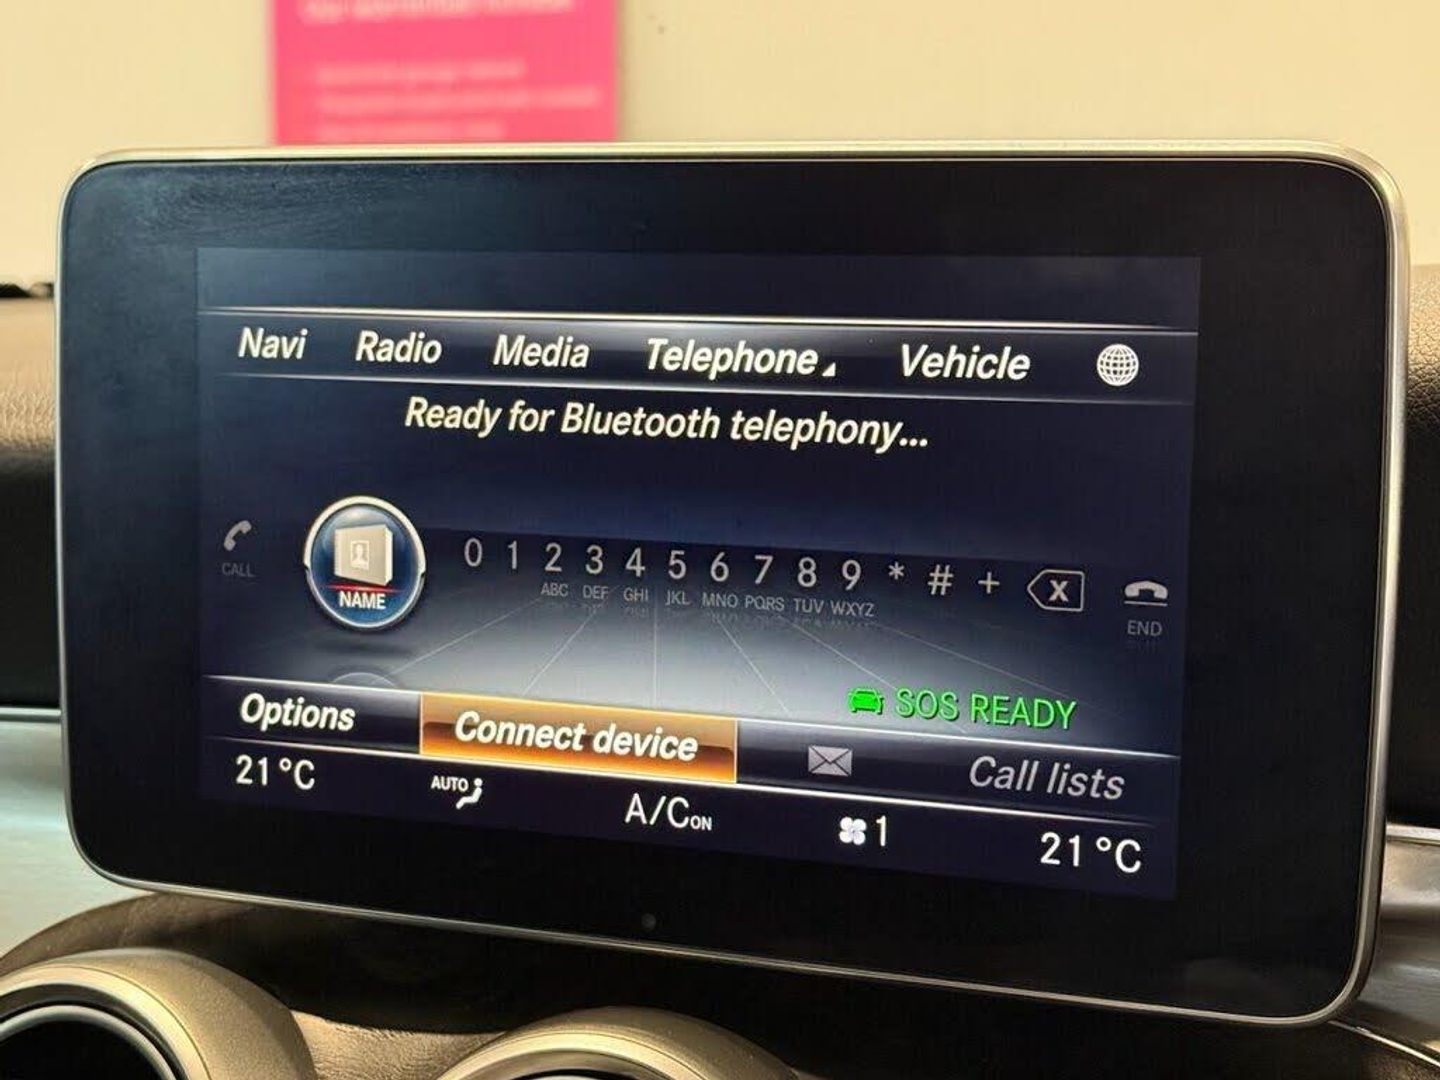 Navi Radio Media Telephone Vehicle
Ready for Bluetooth telephony...
CALL
NAME
0 1 2 3 4 5 6 7 8 9 * # + X
ABC DEF GHI JKL MNO PQRS TUV WXYZ
END
SOS READY
Options Connect device Call lists
21°C AUTO A/C ON 1 21°C